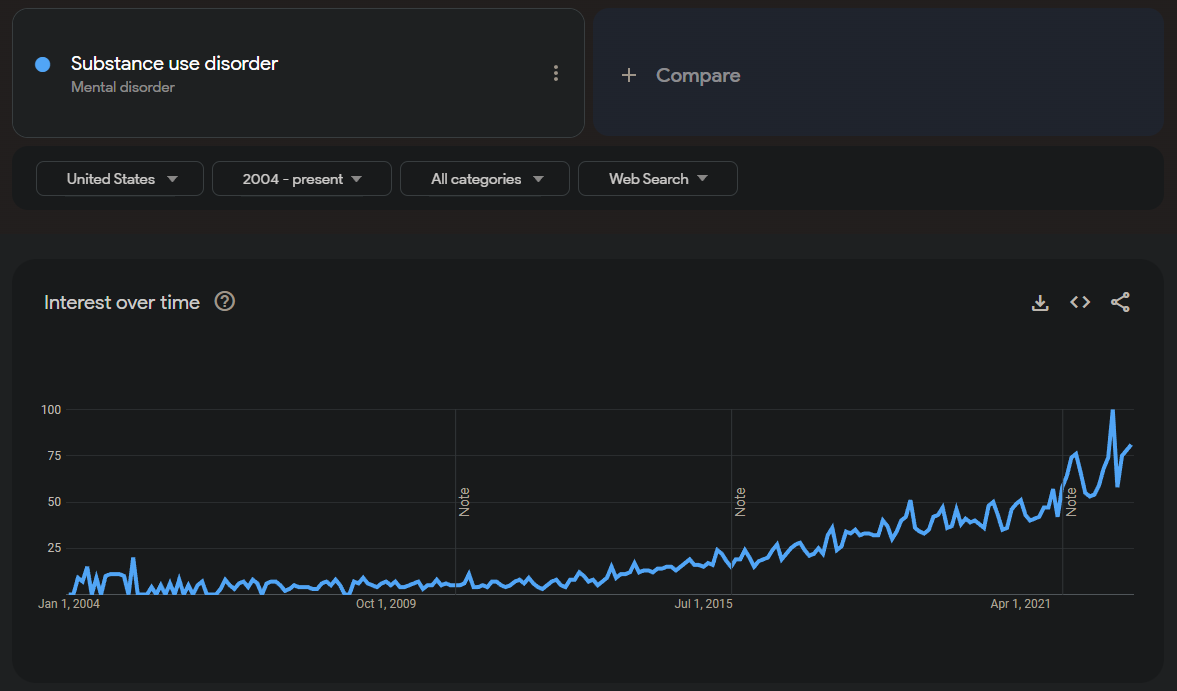 Substance use disorder
Mental disorder
+ Compare
United States
2004 - present
All categories
Web Search
Interest over time ?
100
75
50
25
Note
Note
Note
Jan 1, 2004
Oct 1, 2009
Jul 1, 2015
Apr 1, 2021